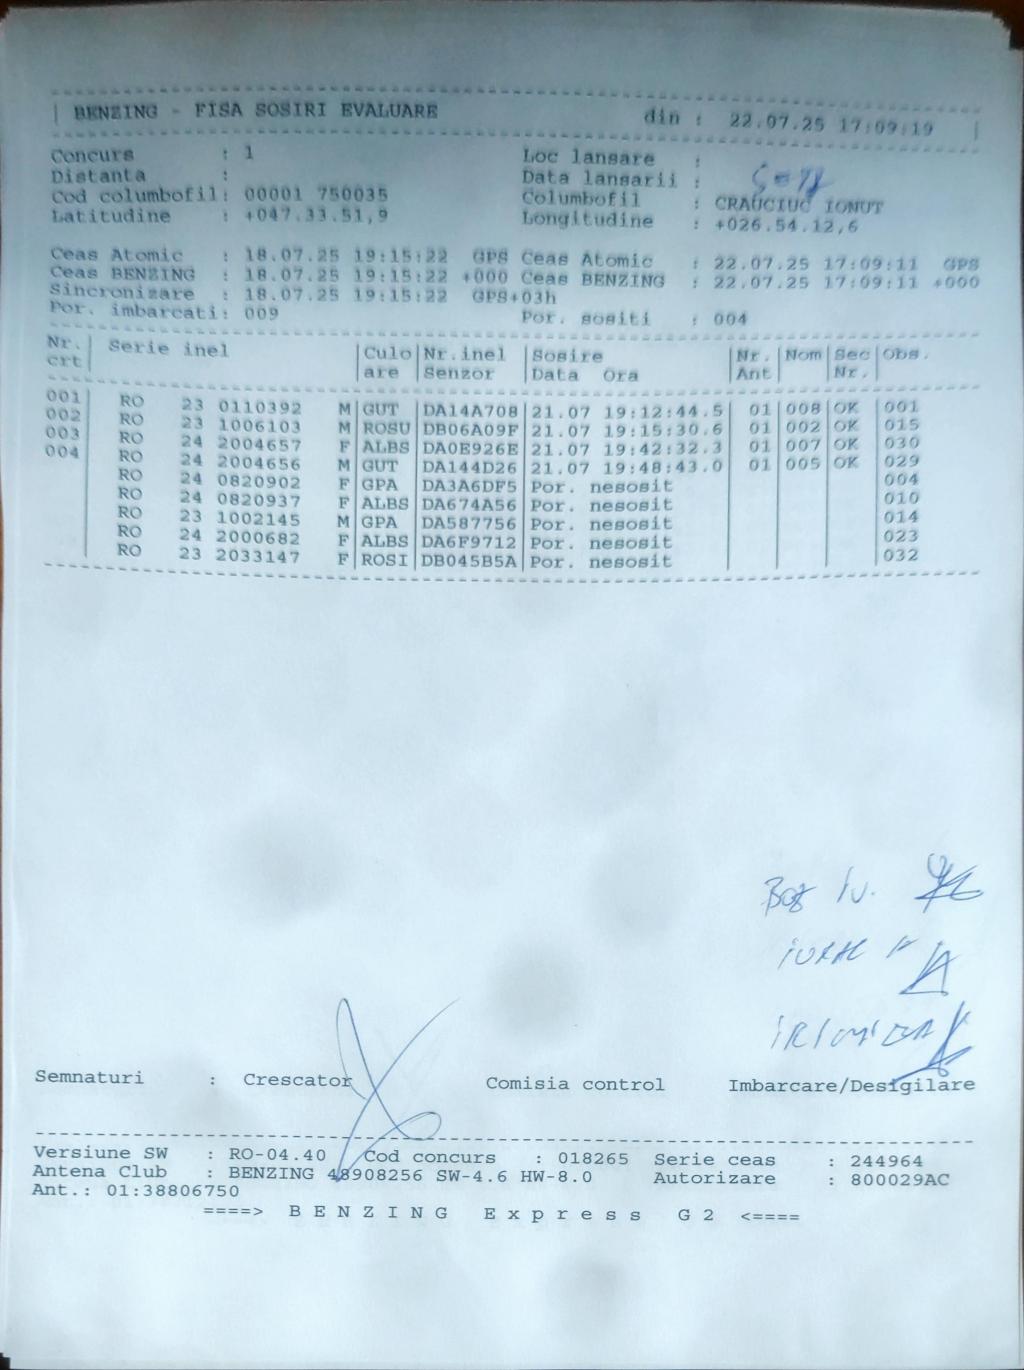 BENZING - FISA SOSIRI EVALUARE din : 22.07.25 17:09:19
Concurs : 1 Loc lansare :
Distanta : Data lansarii :
Cod columbofil: 00001 750035 Columbofil : CRAUCIUC IONUT
Latitudine : +047.33.51,9 Longitudine : +026.54.12,6
Ceas Atomic : 18.07.25 19:15:22 GPS Ceas Atomic : 22.07.25 17:09:11 GPS
Ceas BENZING : 18.07.25 19:15:22 +000 Ceas BENZING : 22.07.25 17:09:11 +000
Sincronizare : 18.07.25 19:15:22 GPS+03h
Por. imbarcati: 009 Por. sositi : 004
Nr. Serie inel Culo Nr.inel Sosire Nr. Nom Sec Obs.
crt are Senzor Data Ora Ant Nr.
001 RO 23 0110392 M GUT DA14A708 21.07 19:12:44.5 01 008 OK 001
002 RO 23 1006103 M ROSU DB06A09F 21.07 19:15:30.6 01 002 OK 015
003 RO 24 2004657 F ALBS DA0E926E 21.07 19:42:32.3 01 007 OK 030
004 RO 24 2004656 M GUT DA144D26 21.07 19:48:43.0 01 005 OK 029
RO 24 0820902 F GPA DA3A6DF5 Por. nesosit 004
RO 24 0820937 F ALBS DA674A56 Por. nesosit 010
RO 23 1002145 M GPA DA587756 Por. nesosit 014
RO 24 2000682 F ALBS DA6F9712 Por. nesosit 023
RO 23 2033147 F ROSI DB045B5A Por. nesosit 032
Semnaturi : Crescator Comisia control Imbarcare/Desigilare
Versiune SW : RO-04.40 Cod concurs : 018265 Serie ceas : 244964
Antena Club : BENZING 48908256 SW-4.6 HW-8.0 Autorizare : 800029AC
Ant.: 01:38806750
====> B E N Z I N G E x p r e s s G 2 <====